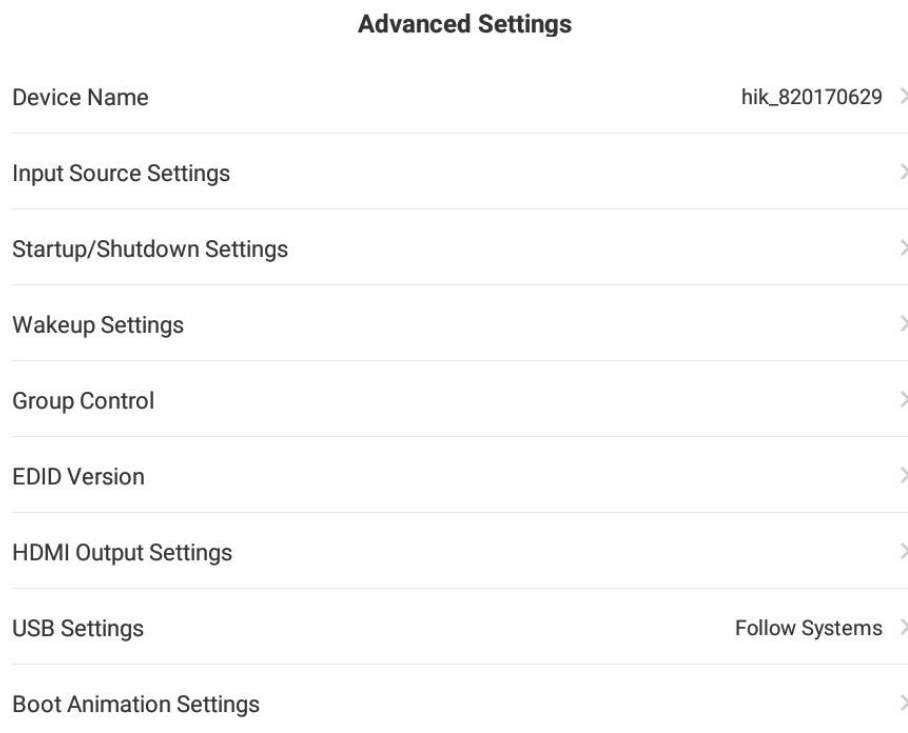 Advanced Settings
Device Name hik_820170629
Input Source Settings
Startup/Shutdown Settings
Wakeup Settings
Group Control
EDID Version
HDMI Output Settings
USB Settings Follow Systems
Boot Animation Settings